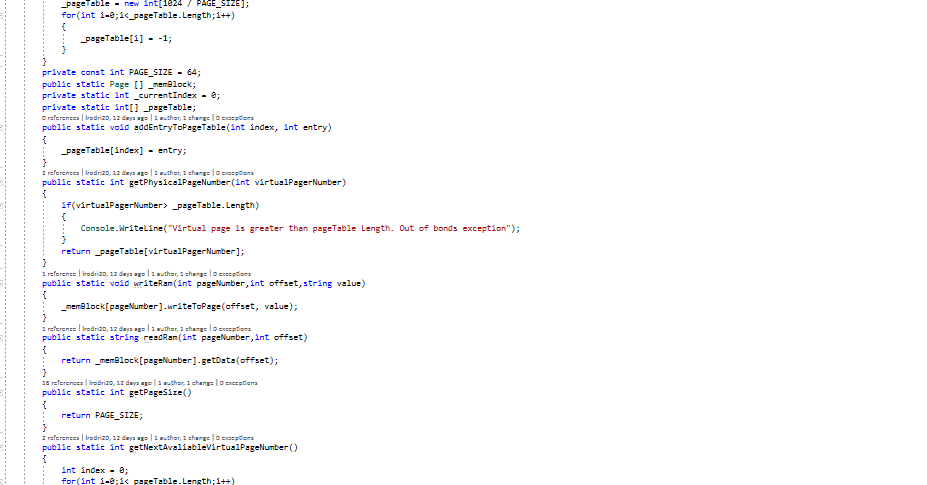 _pageTable = new int[1024 / PAGE_SIZE];
for(int i=0;i<_pageTable.Length;i++)
{
_pageTable[i] = -1;
}
}
private const int PAGE_SIZE = 64;
public static Page [] _memBlock;
private static int _currentIndex = 0;
private static int[] _pageTable;
0 references | lrodri20, 12 days ago | 1 author, 1 change | 0 exceptions
public static void addEntryToPageTable(int index, int entry)
{
_pageTable[index] = entry;
}
2 references | lrodri20, 12 days ago | 1 author, 1 change | 0 exceptions
public static int getPhysicalPageNumber(int virtualPagerNumber)
{
if(virtualPagerNumber> _pageTable.Length)
{
Console.WriteLine("Virtual page is greater than pageTable Length. Out of bonds exception");
}
return _pageTable[virtualPagerNumber];
}
1 reference | lrodri20, 12 days ago | 1 author, 1 change | 0 exceptions
public static void writeRam(int pageNumber,int offset,string value)
{
_memBlock[pageNumber].writeToPage(offset, value);
}
1 reference | lrodri20, 12 days ago | 1 author, 1 change | 0 exceptions
public static string readRam(int pageNumber,int offset)
{
return _memBlock[pageNumber].getData(offset);
}
18 references | lrodri20, 12 days ago | 1 author, 1 change | 0 exceptions
public static int getPageSize()
{
return PAGE_SIZE;
}
2 references | lrodri20, 12 days ago | 1 author, 1 change | 0 exceptions
public static int getNextAvaliableVirtualPageNumber()
{
int index = 0;
for(int i=0;i<_pageTable.Length;i++)